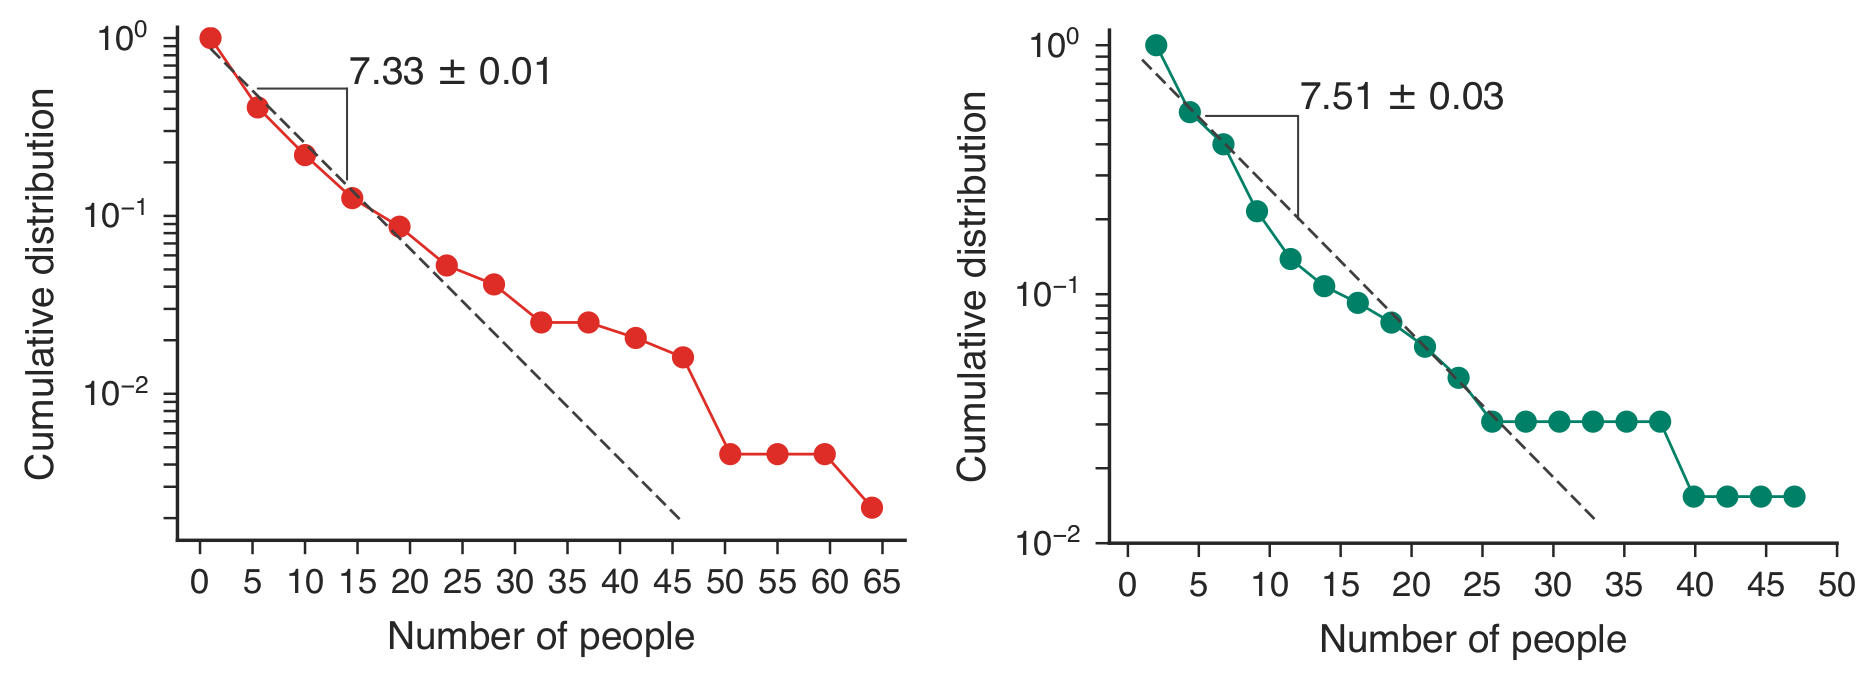 Cumulative distribution
10⁰
10⁻¹
10⁻²
7.33 ± 0.01
0 5 10 15 20 25 30 35 40 45 50 55 60 65
Number of people
Cumulative distribution
10⁰
10⁻¹
10⁻²
7.51 ± 0.03
0 5 10 15 20 25 30 35 40 45 50
Number of people